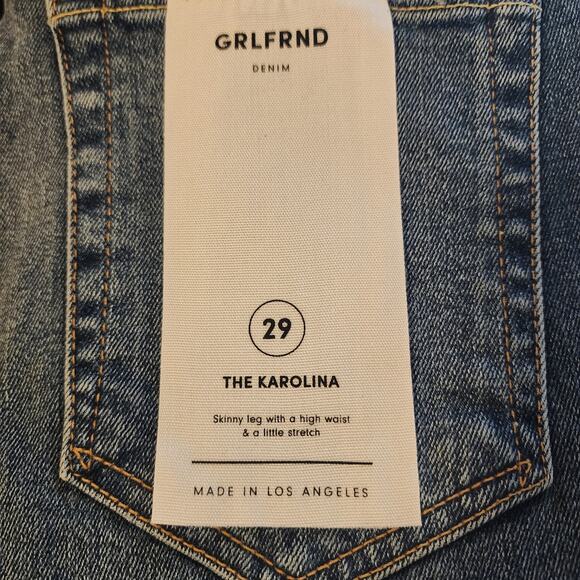 GRLFRND
DENIM
29
THE KAROLINA
Skinny leg with a high waist
& a little stretch
MADE IN LOS ANGELES